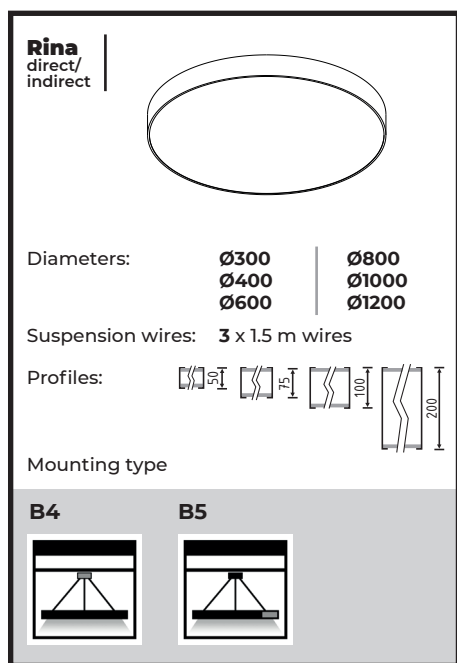 Rina
direct/
indirect
Diameters: Ø300 Ø800
Ø400 Ø1000
Ø600 Ø1200
Suspension wires: 3 x 1.5 m wires
Profiles: 50 75 100 200
Mounting type
B4 B5